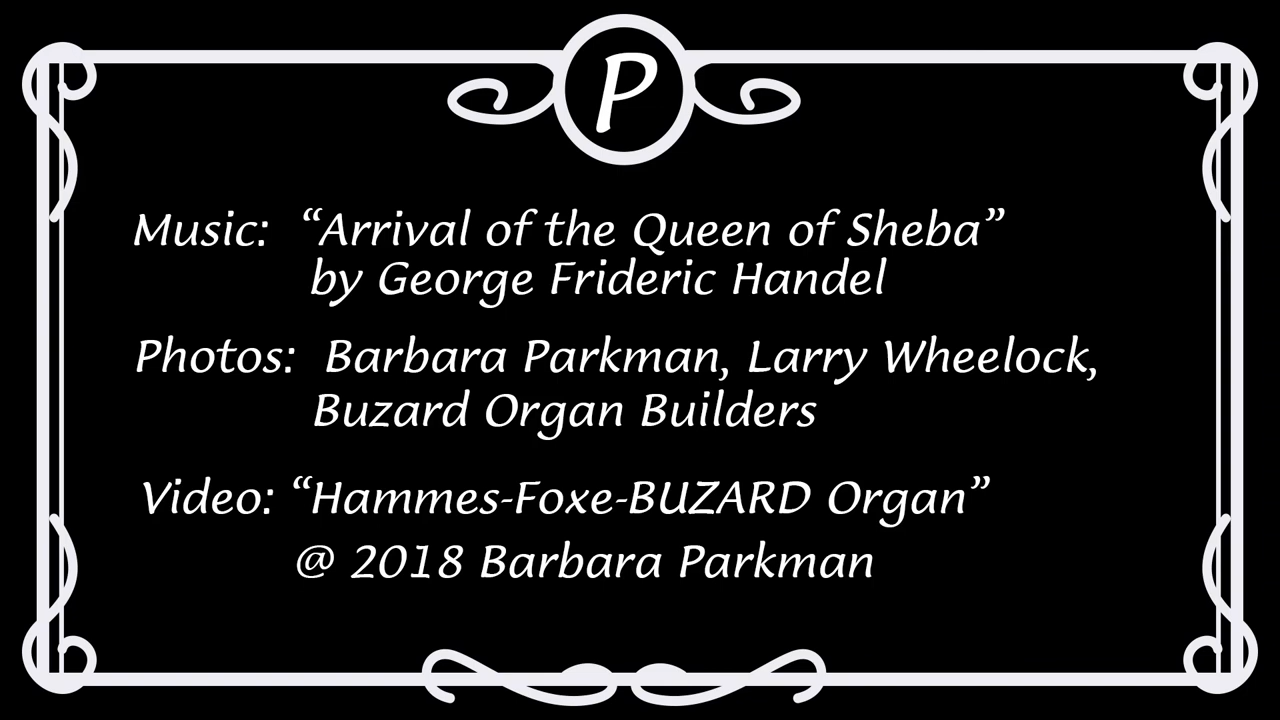 P
Music: “Arrival of the Queen of Sheba”
by George Frideric Handel
Photos: Barbara Parkman, Larry Wheelock,
Buzard Organ Builders
Video: “Hammes-Foxe-BUZARD Organ”
@ 2018 Barbara Parkman